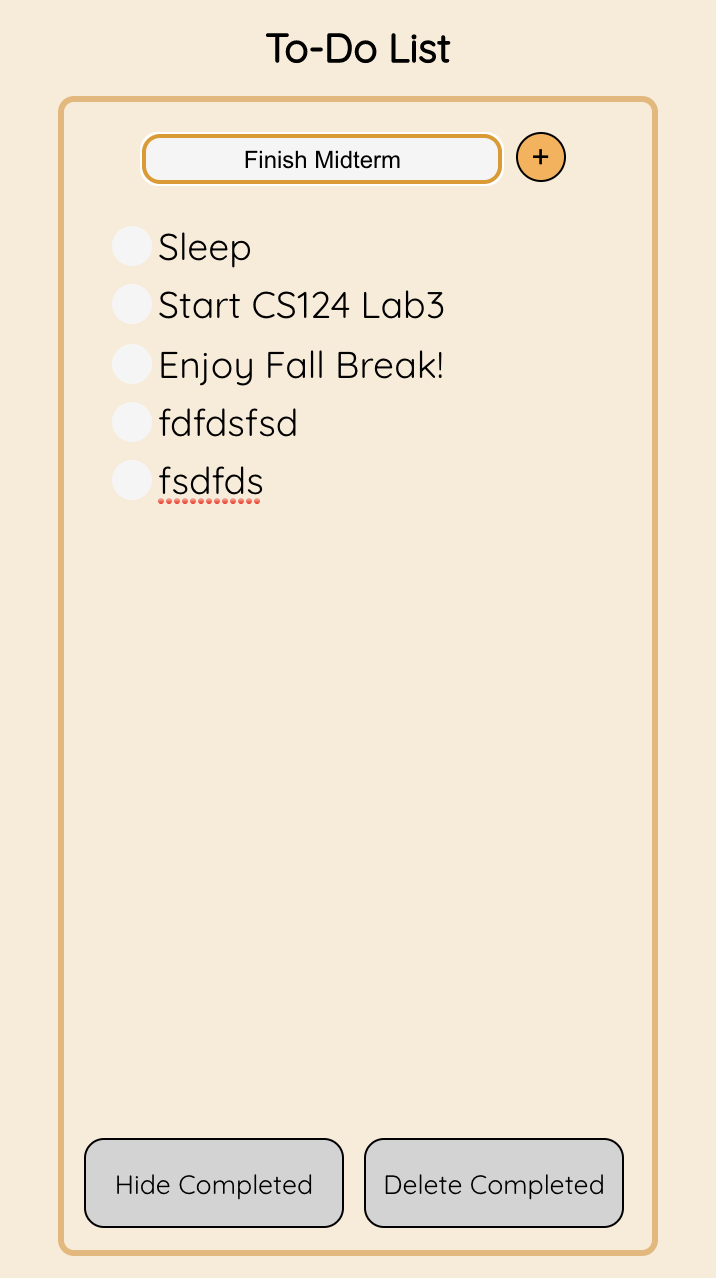 To-Do List
Finish Midterm
+
Sleep
Start CS124 Lab3
Enjoy Fall Break!
fdfdsfsd
fsdfds
Hide Completed
Delete Completed